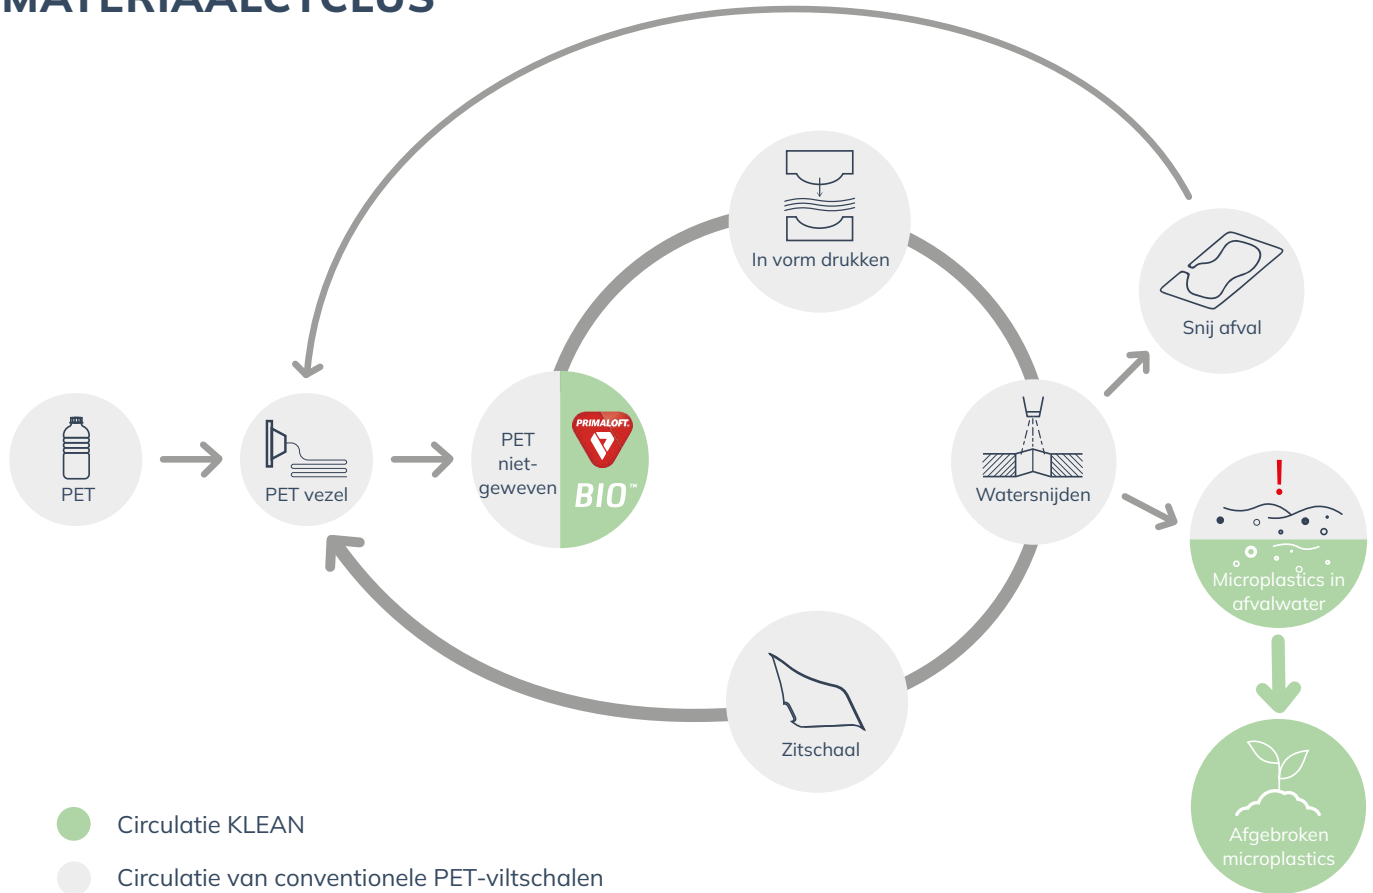 MATERIAALCYCLUS
In vorm drukken
Snij afval
PET
PET vezel
PET
niet-
geweven
PRIMALOFT.
BIO™
Watersnijden
!
Microplastics in
afvalwater
Zitschaal
Afgebroken
microplastics
Circulatie KLEAN
Circulatie van conventionele PET-viltschalen